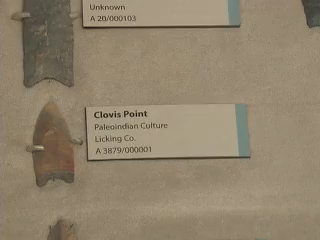 Unknown
A 20/000103
Clovis Point
Paleoindian Culture
Licking Co.
A 3879/000001